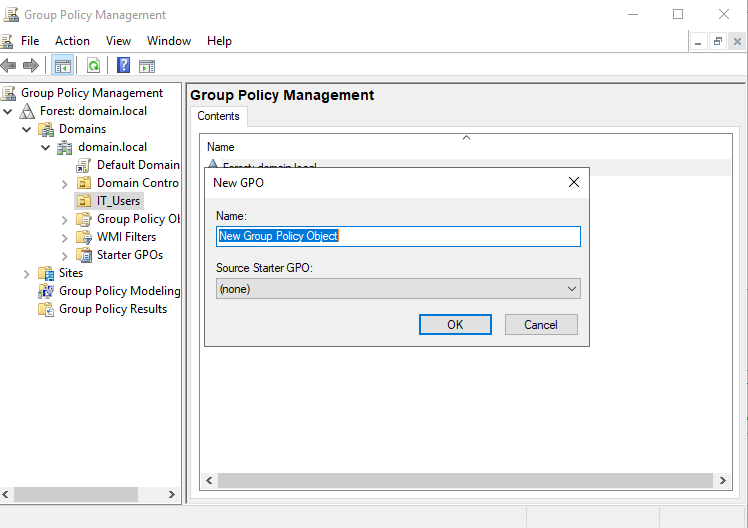 Group Policy Management
File Action View Window Help
Group Policy Management
Forest: domain.local
Domains
domain.local
Default Domain
Domain Contro
IT_Users
Group Policy Ob
WMI Filters
Starter GPOs
Sites
Group Policy Modeling
Group Policy Results
Group Policy Management
Contents
Name
Forest: domain.local
New GPO
Name:
New Group Policy Object
Source Starter GPO:
(none)
OK Cancel